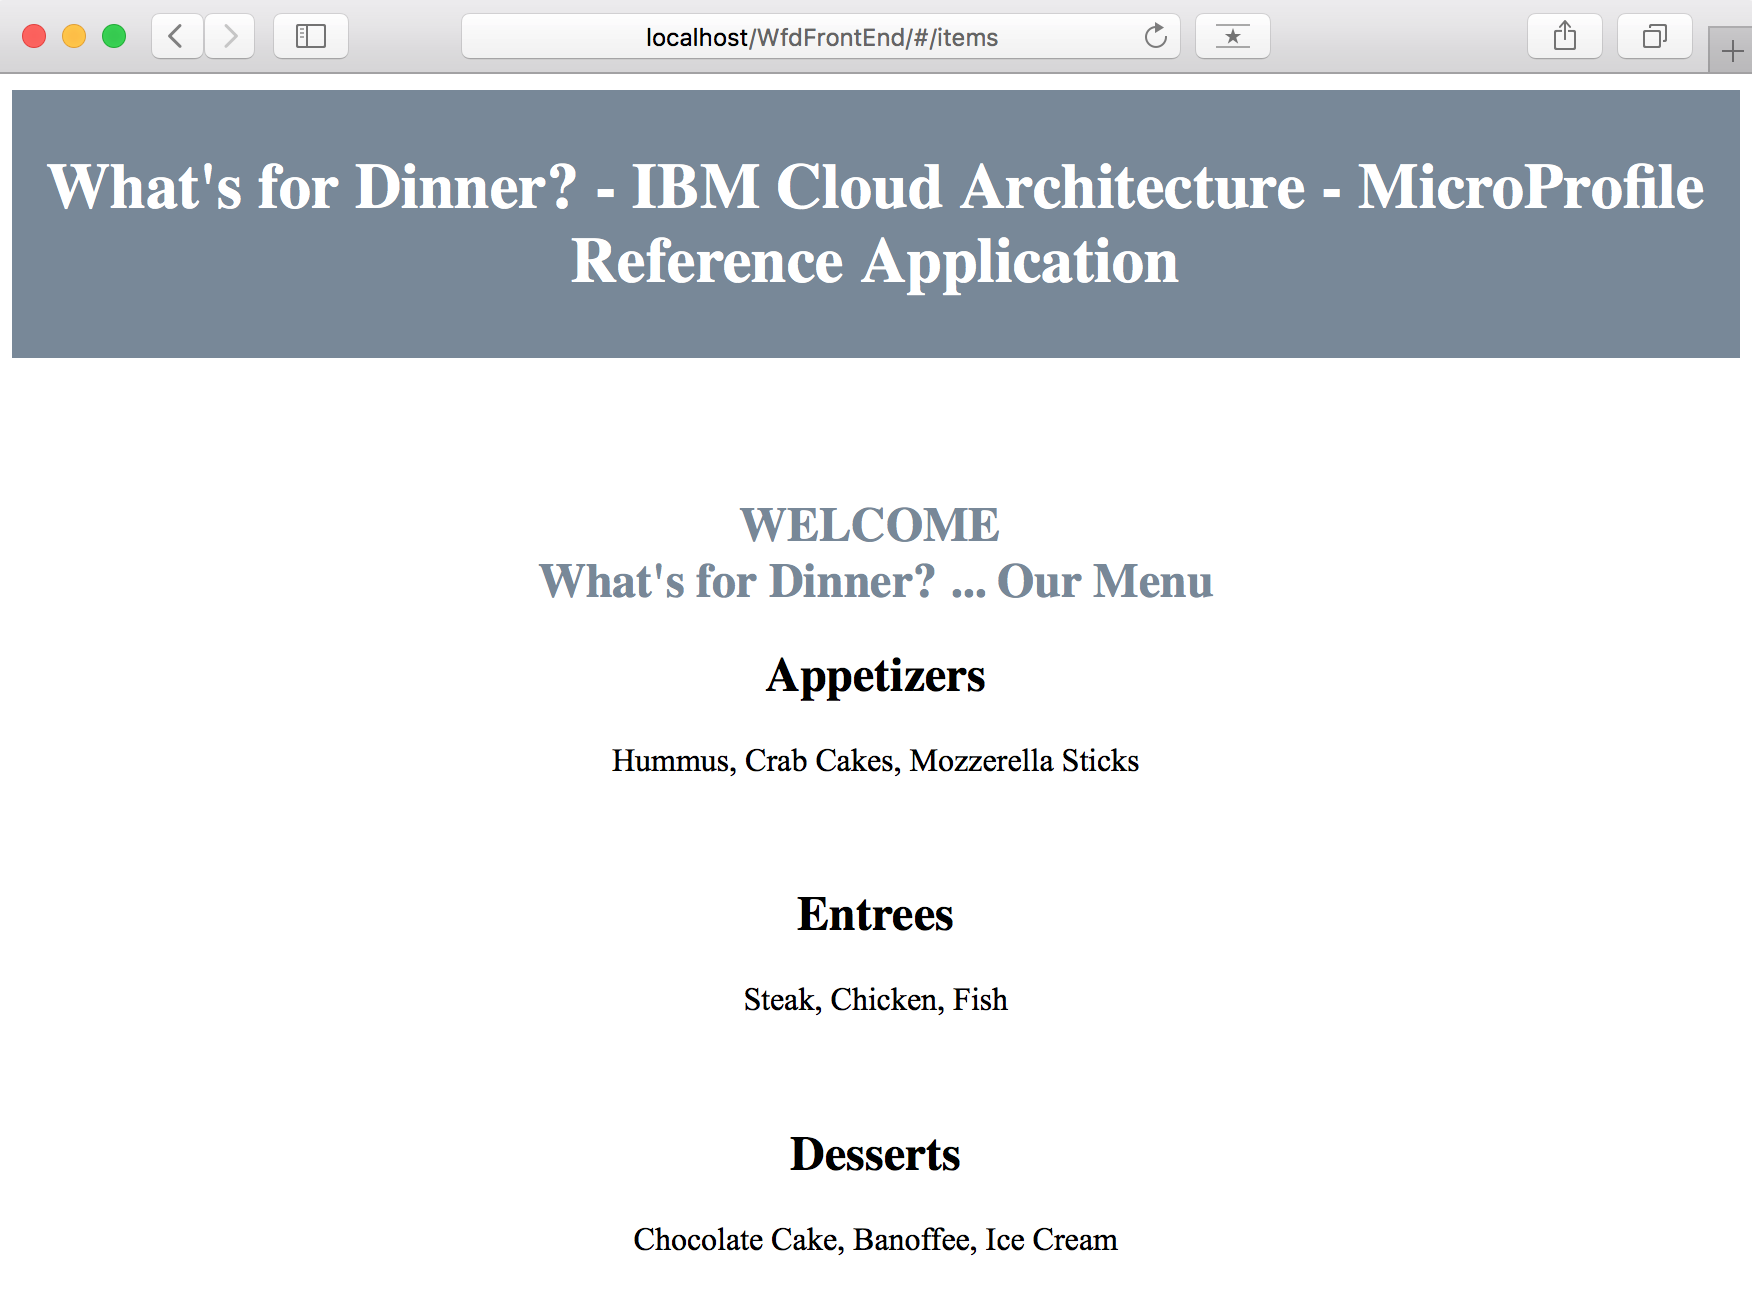 localhost/WfdFrontEnd/#/items
What's for Dinner? - IBM Cloud Architecture - MicroProfile
Reference Application
WELCOME
What's for Dinner? ... Our Menu
Appetizers
Hummus, Crab Cakes, Mozzerella Sticks
Entrees
Steak, Chicken, Fish
Desserts
Chocolate Cake, Banoffee, Ice Cream